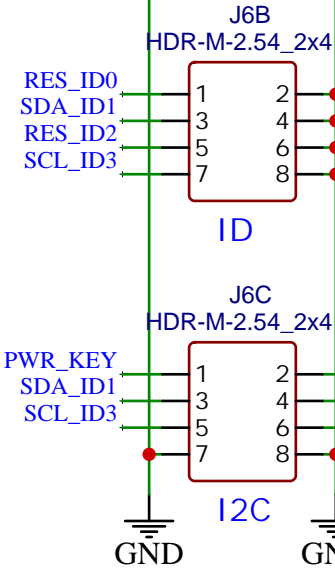 J6B
HDR-M-2.54_2x4
RES_ID0 1 2
SDA_ID1 3 4
RES_ID2 5 6
SCL_ID3 7 8
ID
J6C
HDR-M-2.54_2x4
PWR_KEY 1 2
SDA_ID1 3 4
SCL_ID3 5 6
7 8
I2C
GND GN